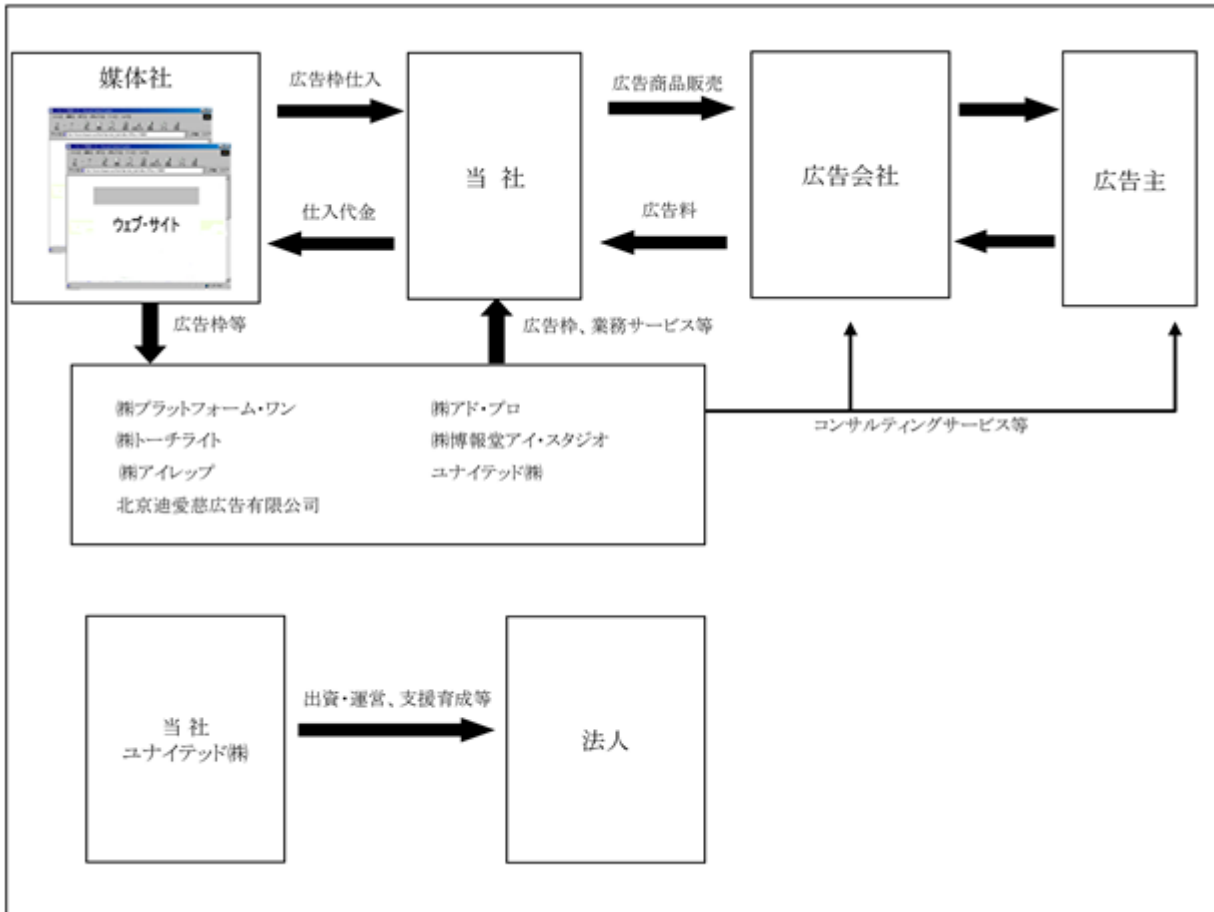 媒体社
ウェブ・サイト
広告枠仕入
仕入代金
当 社
広告商品販売
広告料
広告会社
広告主
広告枠等
広告枠、業務サービス等
コンサルティングサービス等
㈱プラットフォーム・ワン
㈱アド・プロ
㈱トーチライト
㈱博報堂アイ・スタジオ
㈱アイレップ
ユナイテッド㈱
北京迪愛慈広告有限公司
当 社
ユナイテッド㈱
出資・運営、支援育成等
法人